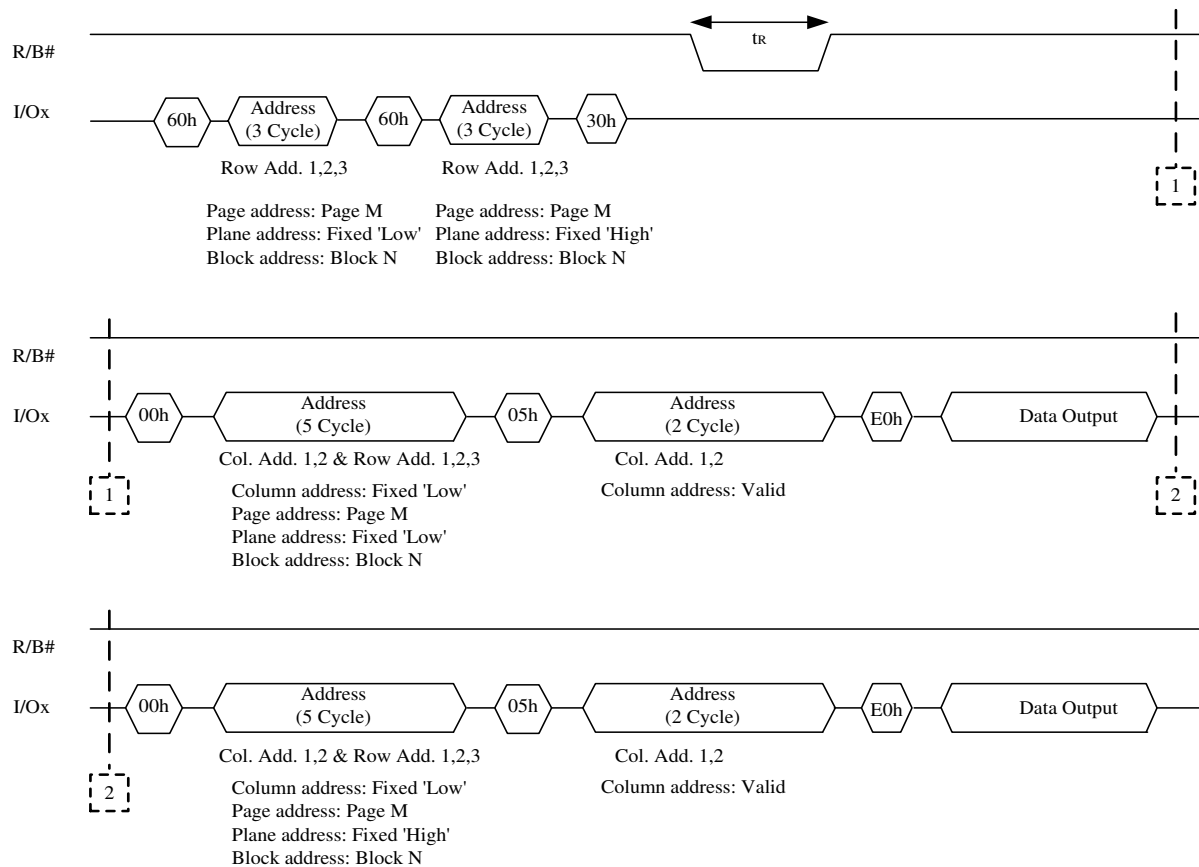 tR
R/B#
I/Ox
60h
Address
(3 Cycle)
60h
Address
(3 Cycle)
30h
Row Add. 1,2,3
Row Add. 1,2,3
1
Page address: Page M
Plane address: Fixed 'Low'
Block address: Block N
Page address: Page M
Plane address: Fixed 'High'
Block address: Block N
R/B#
I/Ox
00h
Address
(5 Cycle)
05h
Address
(2 Cycle)
E0h
Data Output
1
Col. Add. 1,2 & Row Add. 1,2,3
Column address: Fixed 'Low'
Page address: Page M
Plane address: Fixed 'Low'
Block address: Block N
Col. Add. 1,2
Column address: Valid
2
R/B#
I/Ox
00h
Address
(5 Cycle)
05h
Address
(2 Cycle)
E0h
Data Output
2
Col. Add. 1,2 & Row Add. 1,2,3
Column address: Fixed 'Low'
Page address: Page M
Plane address: Fixed 'High'
Block address: Block N
Col. Add. 1,2
Column address: Valid